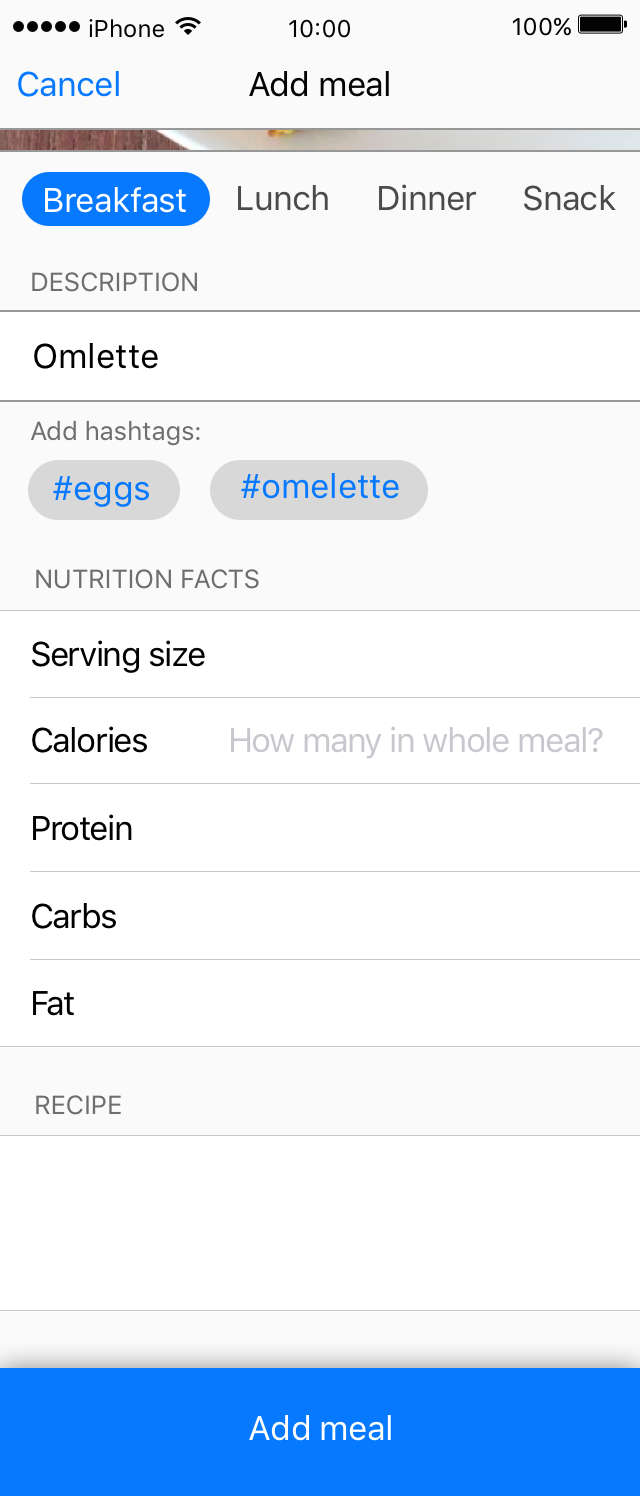 iPhone 10:00 100%
Cancel Add meal
Breakfast Lunch Dinner Snack
DESCRIPTION
Omlette
Add hashtags:
#eggs #omelette
NUTRITION FACTS
Serving size
Calories How many in whole meal?
Protein
Carbs
Fat
RECIPE
Add meal